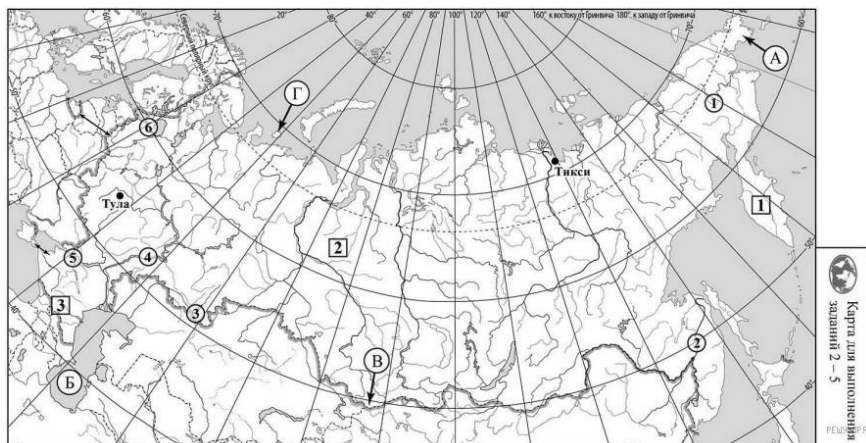 20° 40° 60° 80° 100° 120° 140° 160° к востоку от Гринвича 180° к западу от Гринвича
А
Г
1
6
Тикси
Тула
1
2
5
4
3
3
2
Б
В
Карта для выполнения
заданий 2 – 5